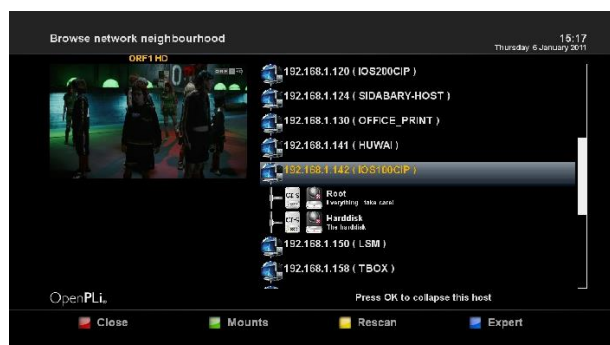 Browse network neighbourhood
15:17
Thursday 6 January 2011
ORF1 HD
192.168.1.120 ( IOS200CIP )
192.168.1.124 ( SIDABARY-HOST )
192.168.1.130 ( OFFICE_PRINT )
192.168.1.141 ( HUWAI )
192.168.1.142 ( IOS100CIP )
Root
Everything - take care!
Harddisk
The harddisk
192.168.1.150 ( LSM )
192.168.1.158 ( TBOX )
OpenPLi®
Press OK to collapse this host
Close
Mounts
Rescan
Expert